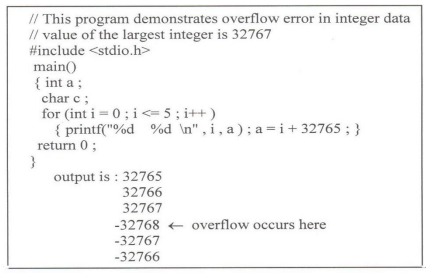 // This program demonstrates overflow error in integer data
// value of the largest integer is 32767
#include <stdio.h>
main()
{ int a ;
char c ;
for (int i = 0 ; i <= 5 ; i++ )
{ printf("%d %d \n" , i , a ) ; a = i + 32765 ; }
return 0 ;
}
output is : 32765
32766
32767
-32768 ← overflow occurs here
-32767
-32766